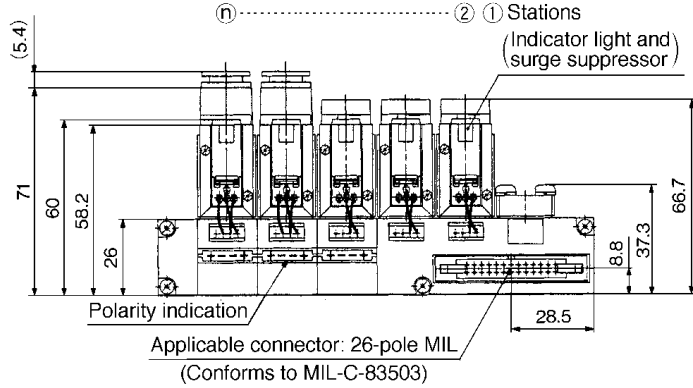 ⓝ ② ① Stations
(Indicator light and
surge suppressor)
(5.4)
71
60
58.2
26
66.7
37.3
8.8
28.5
Polarity indication
Applicable connector: 26-pole MIL
(Conforms to MIL-C-83503)